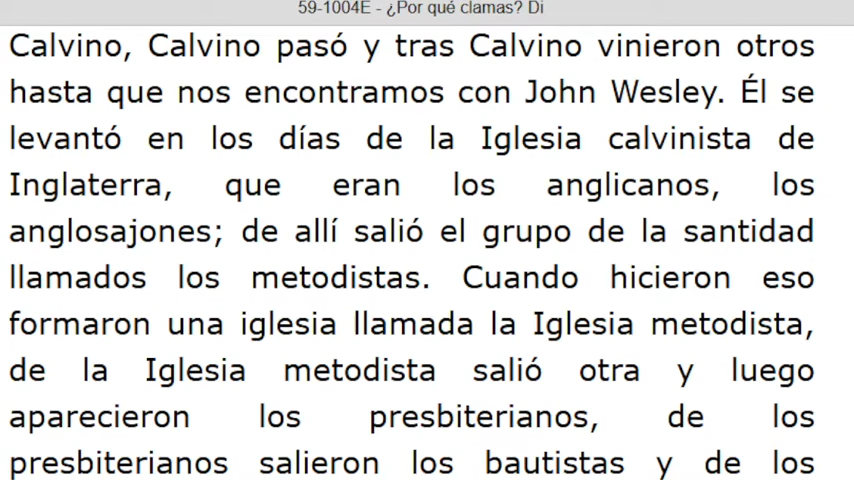 59-1004E - ¿Por qué clamas? Di
Calvino, Calvino pasó y tras Calvino vinieron otros
hasta que nos encontramos con John Wesley. Él se
levantó en los días de la Iglesia calvinista de
Inglaterra, que eran los anglicanos, los
anglosajones; de allí salió el grupo de la santidad
llamados los metodistas. Cuando hicieron eso
formaron una iglesia llamada la Iglesia metodista,
de la Iglesia metodista salió otra y luego
aparecieron los presbiterianos, de los
presbiterianos salieron los bautistas y de los